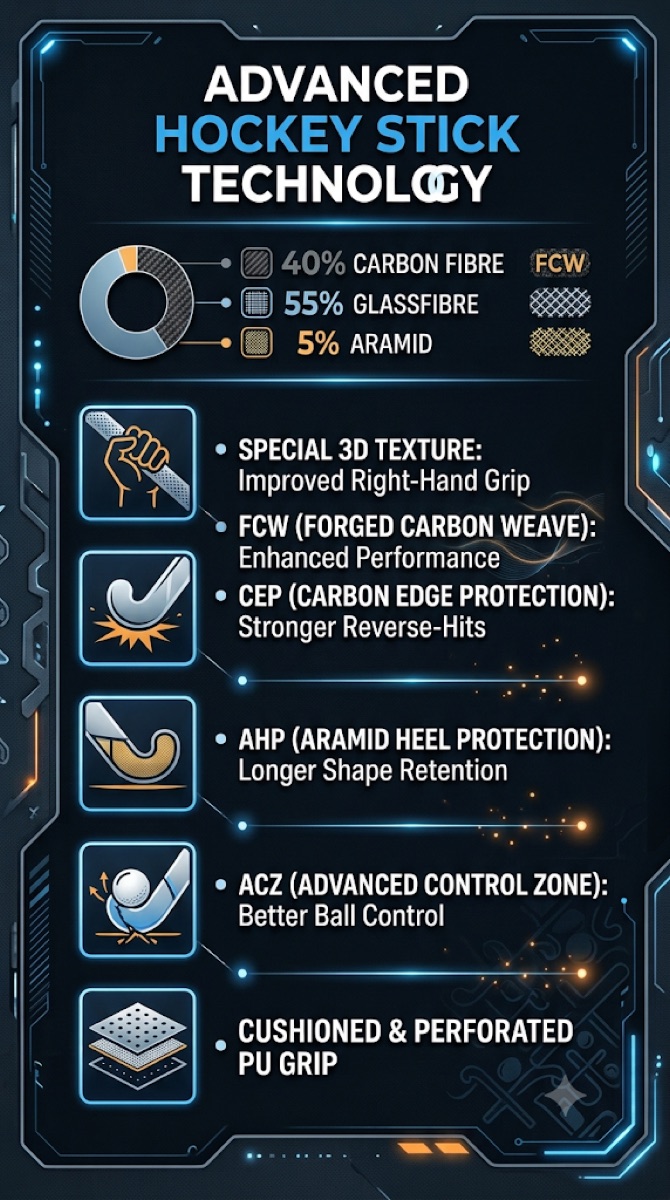 ADVANCED
HOCKEY STICK
TECHNOLOGY
40% CARBON FIBRE FCW
55% GLASSFIBRE
5% ARAMID
SPECIAL 3D TEXTURE:
Improved Right-Hand Grip
FCW (FORGED CARBON WEAVE):
Enhanced Performance
CEP (CARBON EDGE PROTECTION):
Stronger Reverse-Hits
AHP (ARAMID HEEL PROTECTION):
Longer Shape Retention
ACZ (ADVANCED CONTROL ZONE):
Better Ball Control
CUSHIONED & PERFORATED
PU GRIP